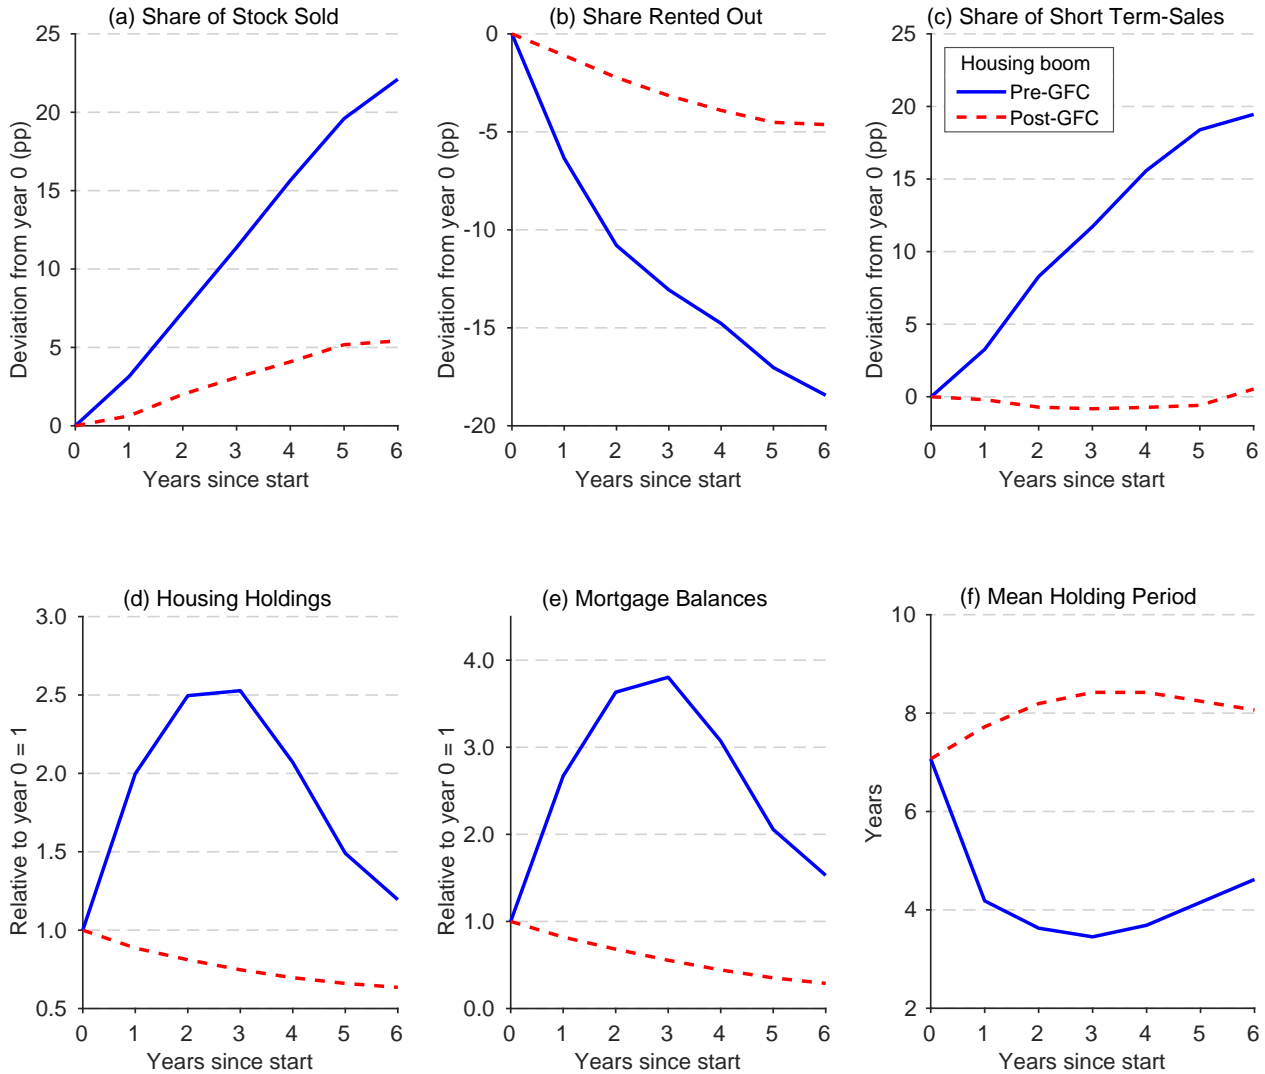 (a) Share of Stock Sold
25
20
15
10
5
0
0 1 2 3 4 5 6
Deviation from year 0 (pp)
Years since start
(b) Share Rented Out
0
-5
-10
-15
-20
0 1 2 3 4 5 6
Deviation from year 0 (pp)
Years since start
(c) Share of Short Term-Sales
25
20
15
10
5
0
0 1 2 3 4 5 6
Deviation from year 0 (pp)
Years since start
Housing boom
Pre-GFC
Post-GFC
(d) Housing Holdings
3.0
2.5
2.0
1.5
1.0
0.5
0 1 2 3 4 5 6
Relative to year 0 = 1
Years since start
(e) Mortgage Balances
4.0
3.0
2.0
1.0
0.0
0 1 2 3 4 5 6
Relative to year 0 = 1
Years since start
(f) Mean Holding Period
10
8
6
4
2
0 1 2 3 4 5 6
Years
Years since start